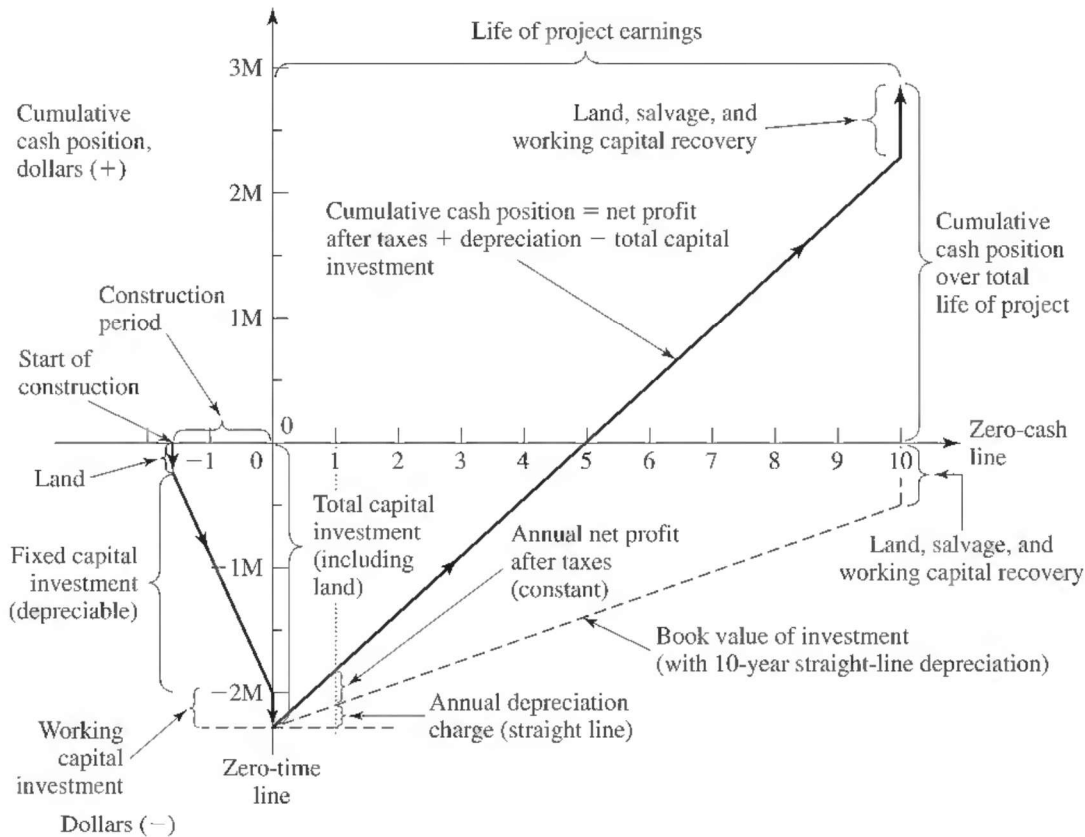 Life of project earnings
3M
Cumulative
cash position,
dollars (+)
Land, salvage, and
working capital recovery
2M
Cumulative cash position = net profit
after taxes + depreciation − total capital
investment
Cumulative
cash position
over total
life of project
Construction
period
1M
Start of
construction
0
Zero-cash
line
−1 0 1 2 3 4 5 6 7 8 9 10
Land
Total capital
investment
(including
land)
Annual net profit
after taxes
(constant)
Land, salvage, and
working capital recovery
Fixed capital
investment
(depreciable)
−1M
Book value of investment
(with 10-year straight-line depreciation)
−2M
Annual depreciation
charge (straight line)
Working
capital
investment
Zero-time
line
Dollars (−)